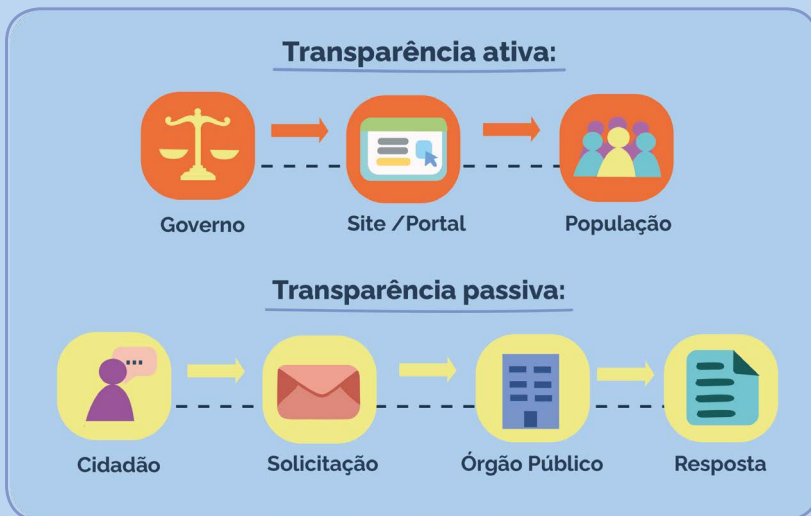 Transparência ativa:
Governo
Site /Portal
População
Transparência passiva:
Cidadão
Solicitação
Órgão Público
Resposta